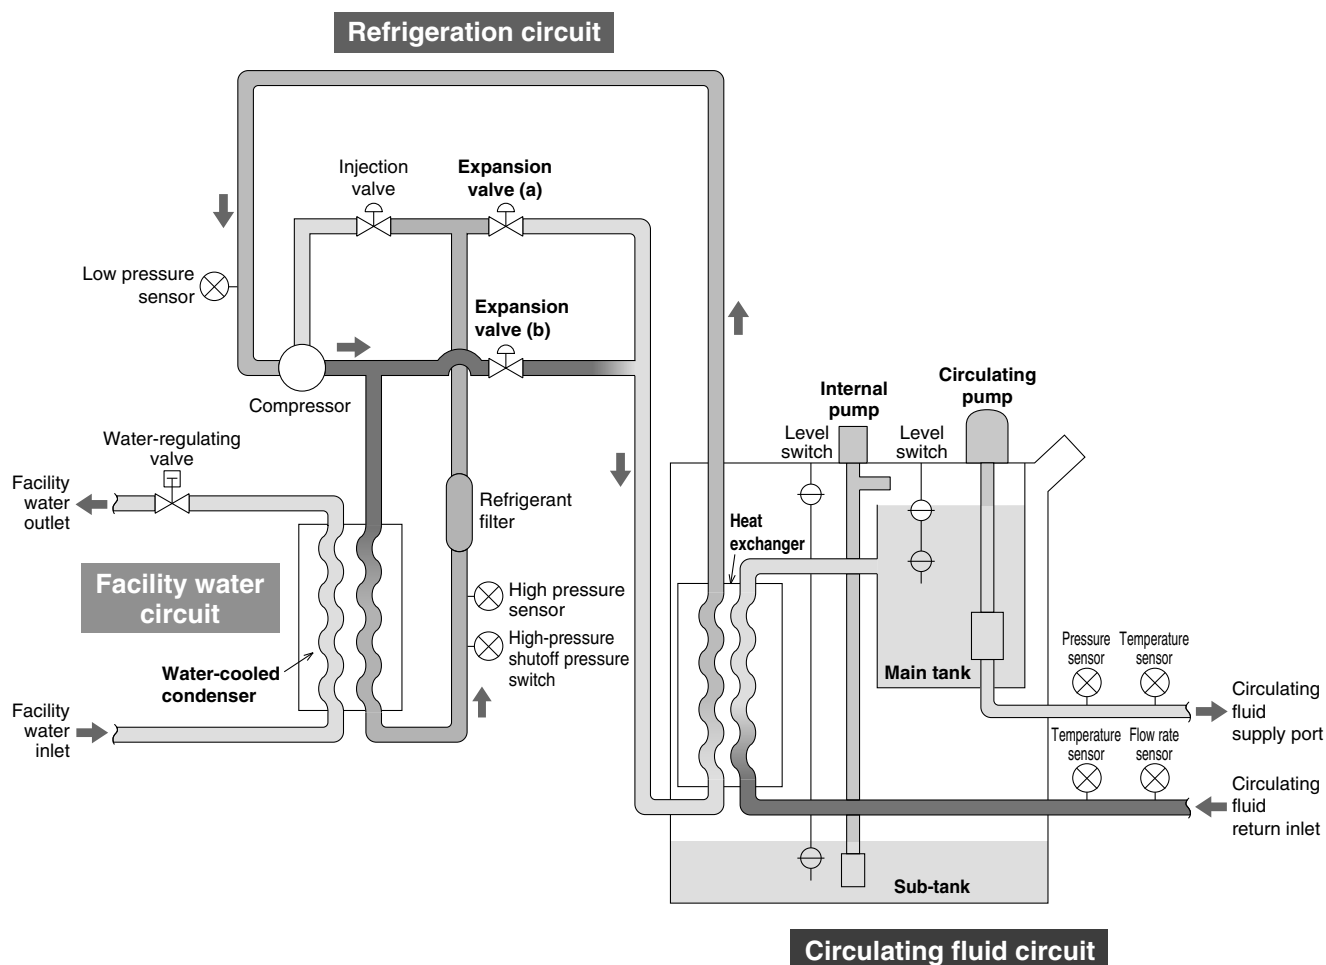 Refrigeration circuit
Injection
valve
Expansion
valve (a)
Low pressure
sensor
Expansion
valve (b)
Compressor
Water-regulating
valve
Facility
water
outlet
Refrigerant
filter
Facility water
circuit
High pressure
sensor
High-pressure
shutoff pressure
switch
Water-cooled
condenser
Facility
water
inlet
Internal
pump
Circulating
pump
Level
switch
Level
switch
Heat
exchanger
Main tank
Pressure
sensor
Temperature
sensor
Circulating
fluid
supply port
Temperature
sensor
Flow rate
sensor
Circulating
fluid
return inlet
Sub-tank
Circulating fluid circuit